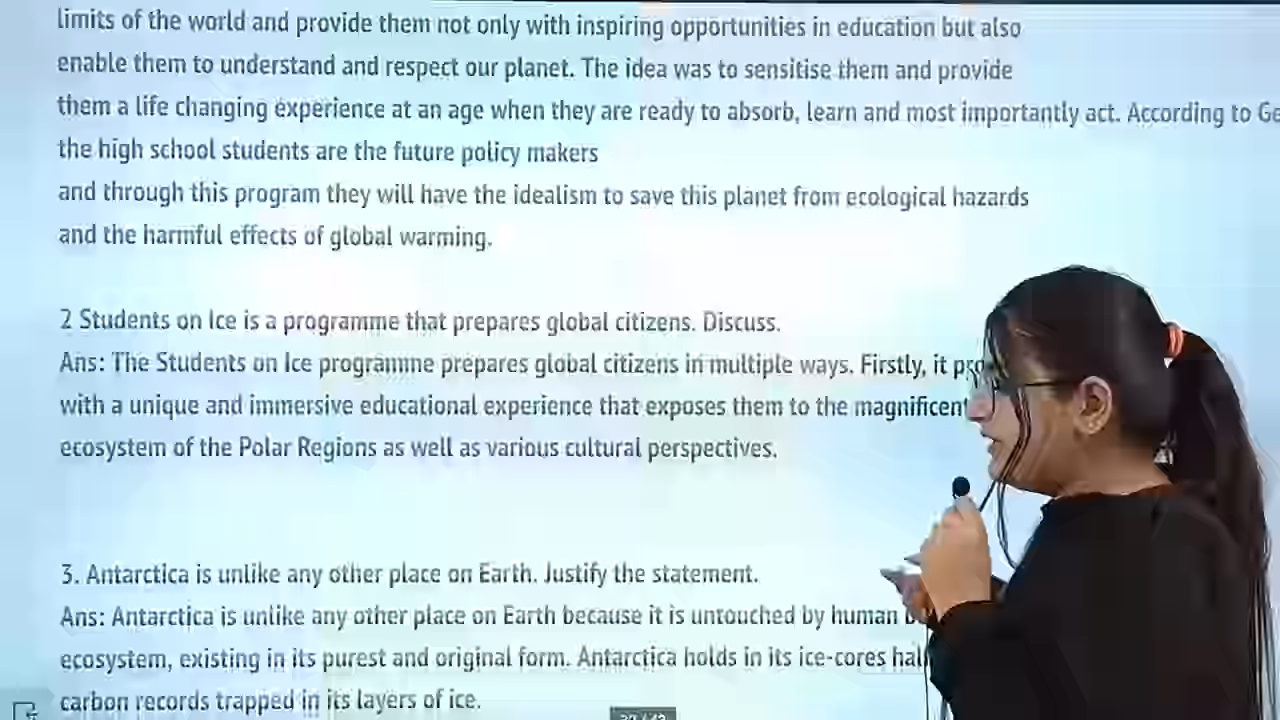 limits of the world and provide them not only with inspiring opportunities in education but also
enable them to understand and respect our planet. The idea was to sensitise them and provide
them a life changing experience at an age when they are ready to absorb, learn and most importantly act. According to Ge
the high school students are the future policy makers
and through this program they will have the idealism to save this planet from ecological hazards
and the harmful effects of global warming.
2 Students on Ice is a programme that prepares global citizens. Discuss.
Ans: The Students on Ice programme prepares global citizens in multiple ways. Firstly, it pro
with a unique and immersive educational experience that exposes them to the magnificent
ecosystem of the Polar Regions as well as various cultural perspectives.
3. Antarctica is unlike any other place on Earth. Justify the statement.
Ans: Antarctica is unlike any other place on Earth because it is untouched by human
ecosystem, existing in its purest and original form. Antarctica holds in its ice-cores hal
carbon records trapped in its layers of ice.